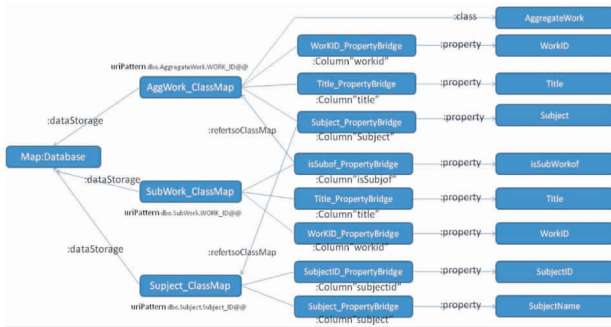 :class
AggregateWork
uriPattern dbo.AggregateWork.WORK_ID@@
WorKID_PropertyBridge
:property
WorkID
:Column"workid"
AggWork_ClassMap
Title_PropertyBridge
:property
Title
:Column"title"
:dataStorage
Subject_PropertyBridge
:property
Subject
:Column"Subject"
:refertsoClassMap
Map:Database
isSubof_PropertyBridge
:property
isSubWorkof
:Column"isSubjof"
:dataStorage
SubWork_ClassMap
Title_PropertyBridge
:property
Title
:Column"title"
uriPattern dbo.SubWork.WORK_ID@@
WorKID_PropertyBridge
:property
WorkID
:Column"workid"
:dataStorage
:refertsoClassMap
SubjectID_PropertyBridge
:property
SubjectID
:Column"subjectid"
Supject_ClassMap
Subject_PropertyBridge
:property
SubjectName
:Column"subject"
uriPattern dbo.Subject.Subject_ID@@